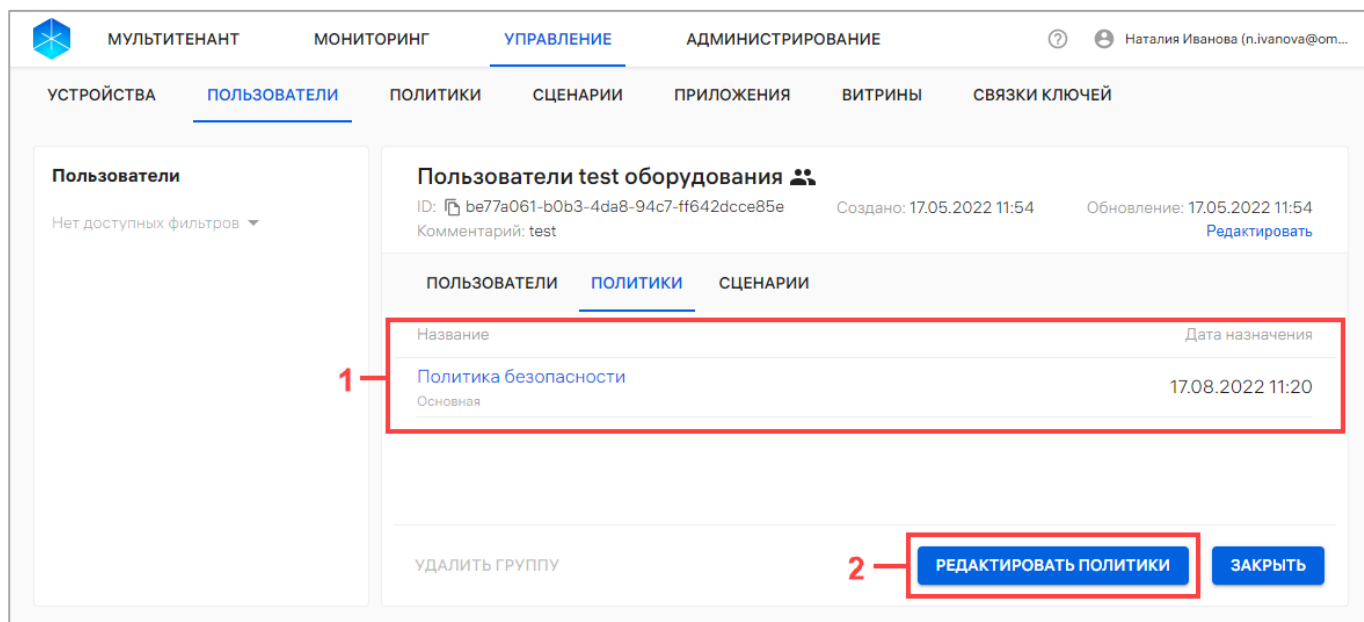 МУЛЬТИТЕНАНТ МОНИТОРИНГ УПРАВЛЕНИЕ АДМИНИСТРИРОВАНИЕ Наталия Иванова (n.ivanova@om...
УСТРОЙСТВА ПОЛЬЗОВАТЕЛИ ПОЛИТИКИ СЦЕНАРИИ ПРИЛОЖЕНИЯ ВИТРИНЫ СВЯЗКИ КЛЮЧЕЙ
Пользователи
Нет доступных фильтров
Пользователи test оборудования
ID: be77a061-b0b3-4da8-94c7-ff642dcce85e Создано: 17.05.2022 11:54 Обновление: 17.05.2022 11:54
Комментарий: test Редактировать
ПОЛЬЗОВАТЕЛИ ПОЛИТИКИ СЦЕНАРИИ
Название Дата назначения
1 Политика безопасности 17.08.2022 11:20
Основная
УДАЛИТЬ ГРУППУ 2 РЕДАКТИРОВАТЬ ПОЛИТИКИ ЗАКРЫТЬ